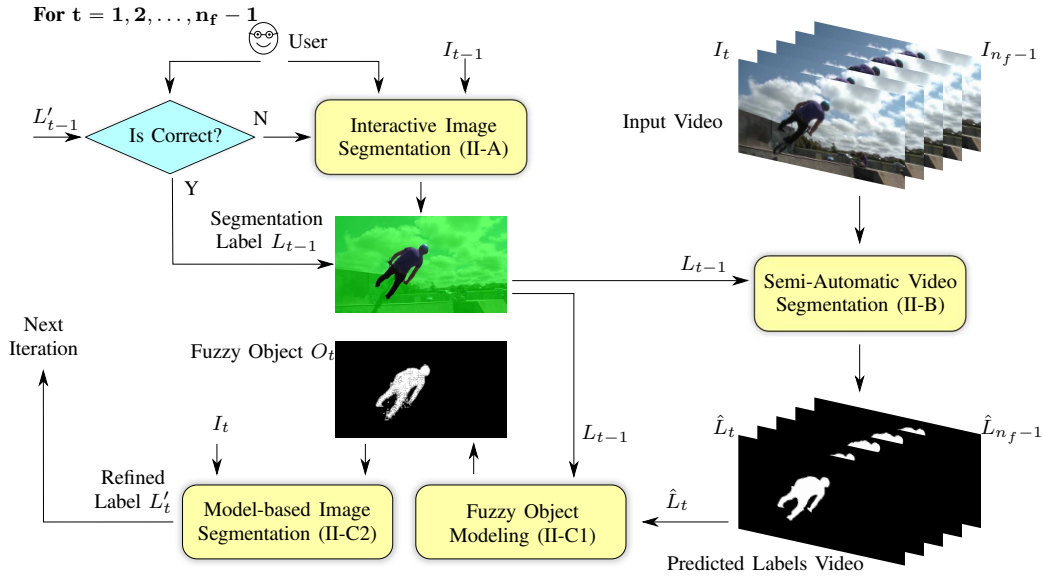 For t = 1, 2, . . . , n_f − 1
User
I_{t−1}
I_t
I_{n_f−1}
L′_{t−1}
Is Correct?
N
Interactive Image
Segmentation (II-A)
Input Video
Y
Segmentation
Label L_{t−1}
L_{t−1}
Semi-Automatic Video
Segmentation (II-B)
Next
Iteration
Fuzzy Object O_t
I_t
L_{t−1}
L̂_t
L̂_{n_f−1}
Refined
Label L′_t
Model-based Image
Segmentation (II-C2)
Fuzzy Object
Modeling (II-C1)
L̂_t
Predicted Labels Video